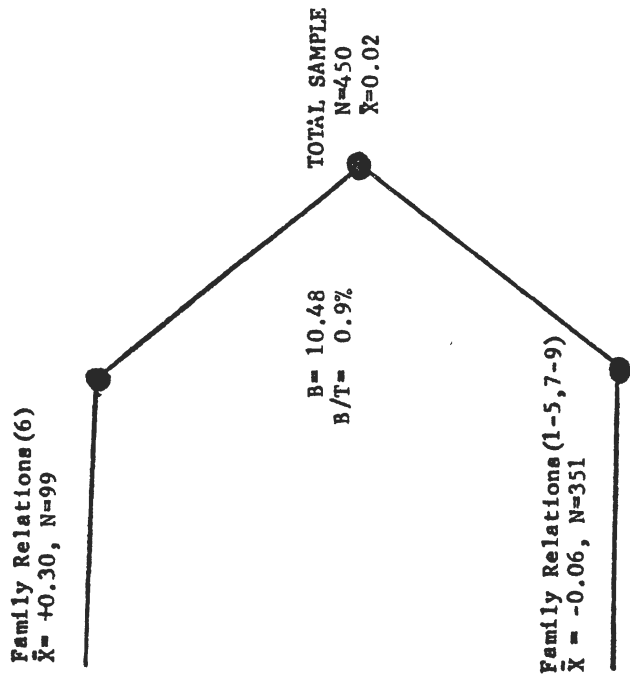 TOTAL SAMPLE
N=450
X̄=0.02
B= 10.48
B/T= 0.9%
Family Relations(6)
X̄= +0.30, N=99
Family Relations(1-5,7-9)
X̄ = -0.06, N=351